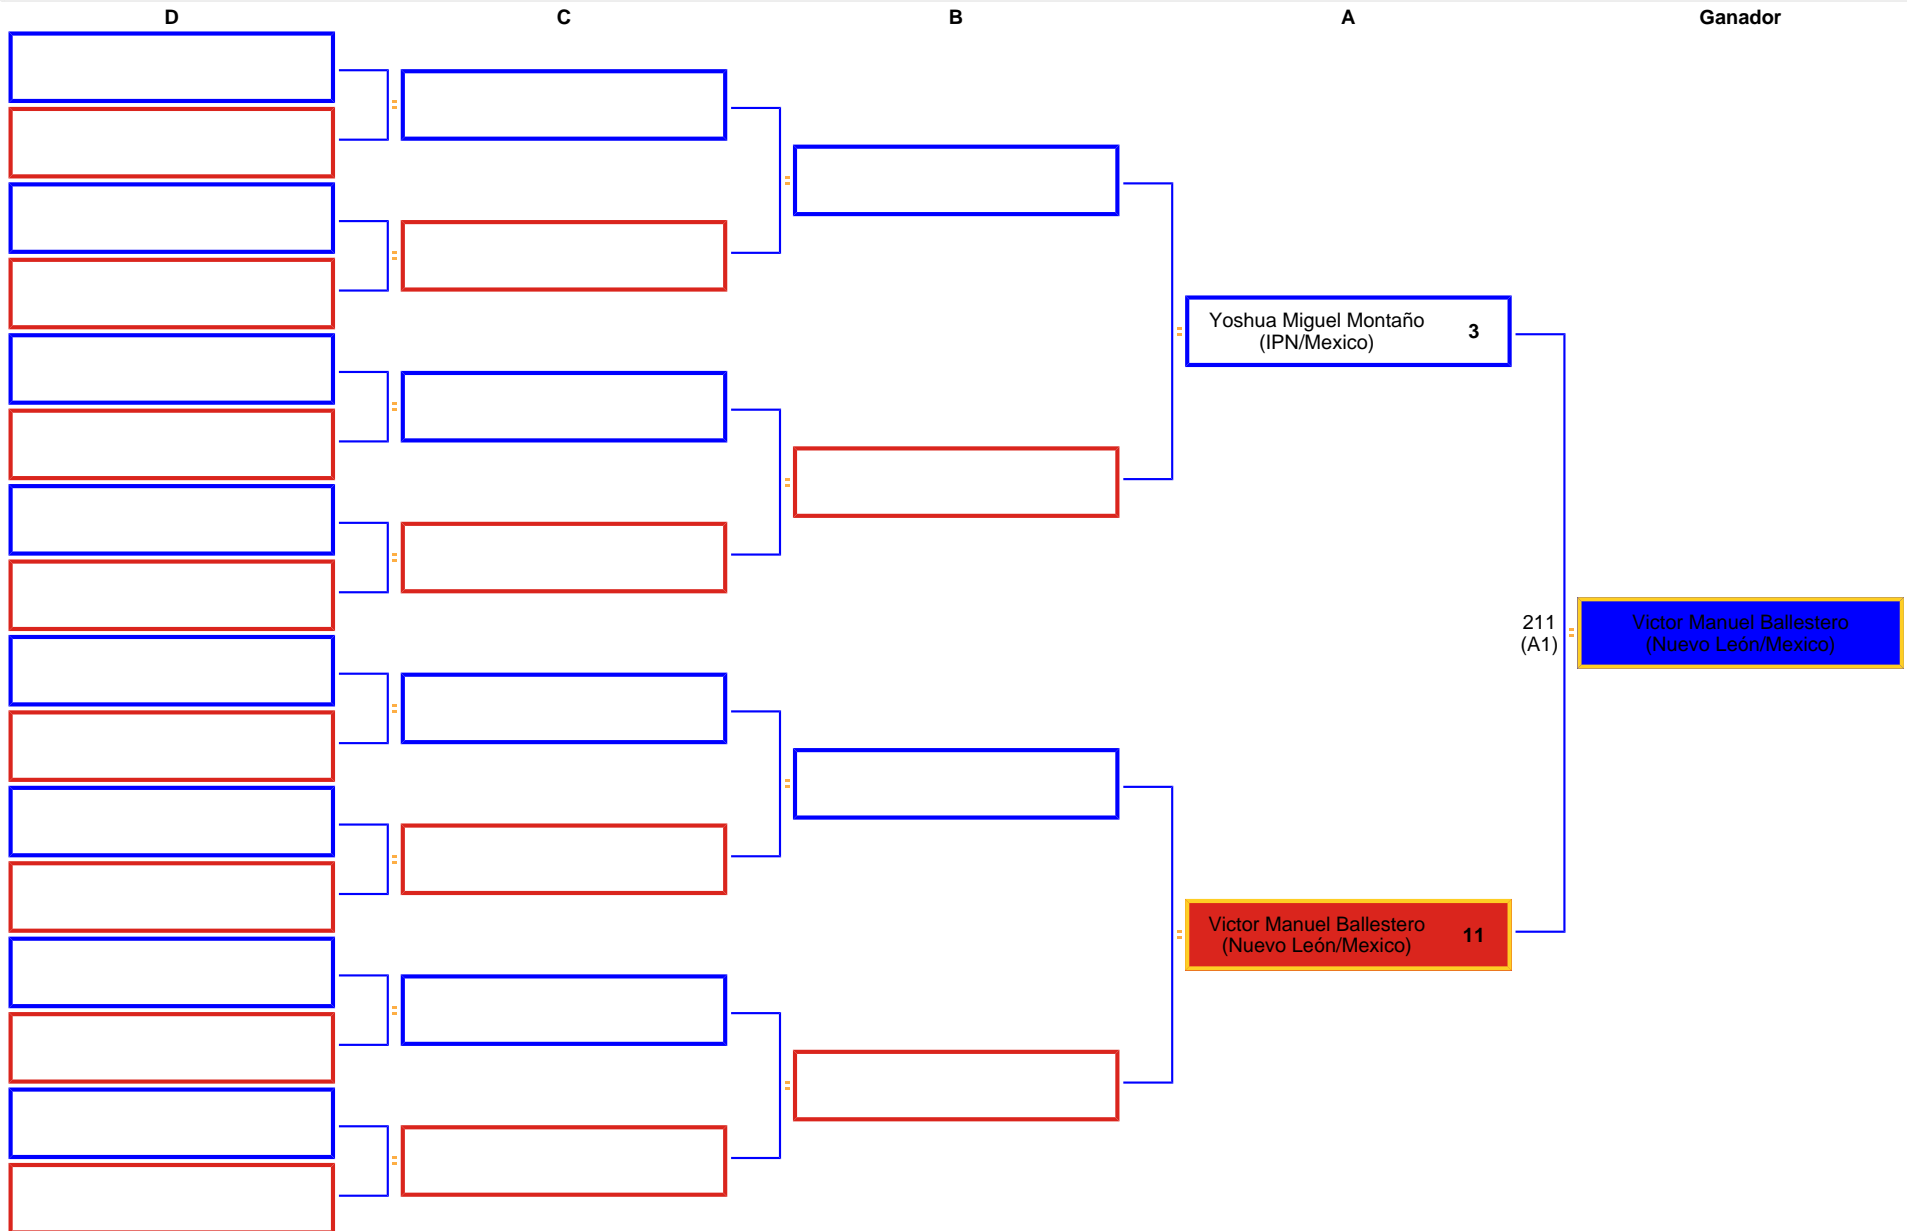 D
C
B
A
Ganador
Yoshua Miguel Montaño
(IPN/Mexico)
3
211
(A1)
Victor Manuel Ballestero
(Nuevo León/Mexico)
Victor Manuel Ballestero
(Nuevo León/Mexico)
11